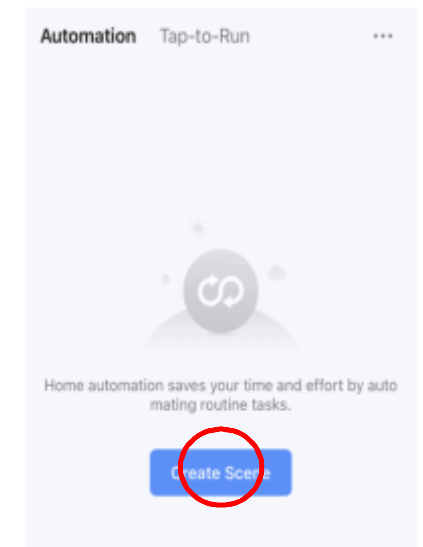 Automation Tap-to-Run ...
Home automation saves your time and effort by auto
mating routine tasks.
Create Scene